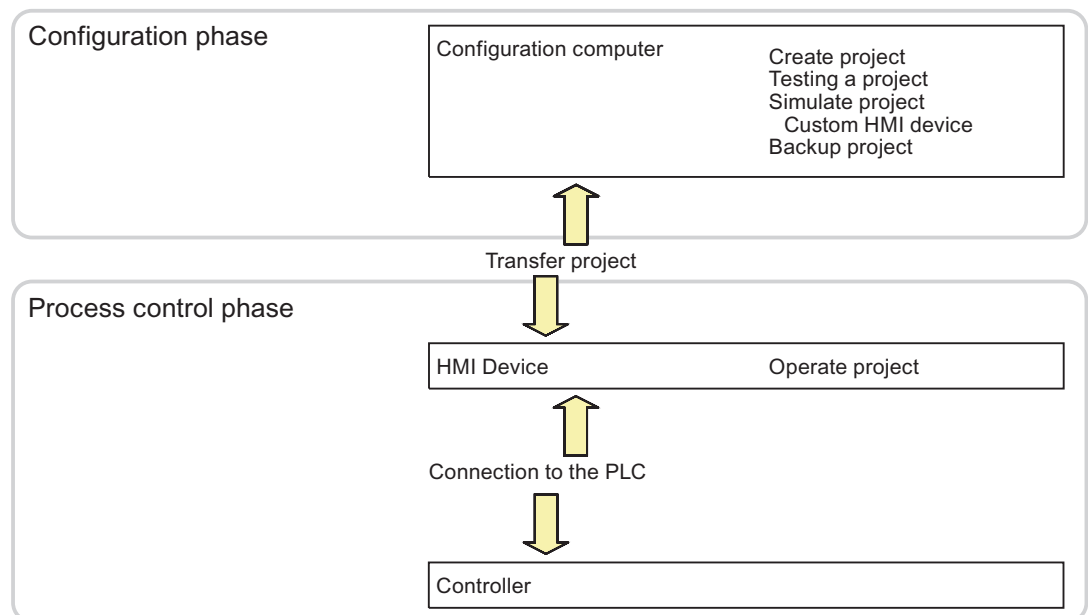 Configuration phase
Configuration computer
Create project
Testing a project
Simulate project
Custom HMI device
Backup project
Transfer project
Process control phase
HMI Device
Operate project
Connection to the PLC
Controller